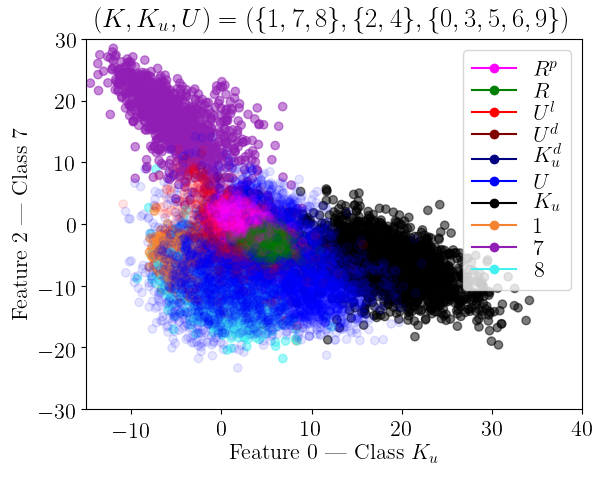 (K, K_u, U) = ({1, 7, 8}, {2, 4}, {0, 3, 5, 6, 9})
30
20
10
0
−10
−20
−30
Feature 2 — Class 7
R^p
R
U^l
U^d
K_u^d
U
K_u
1
7
8
−10
0
10
20
30
40
Feature 0 — Class K_u